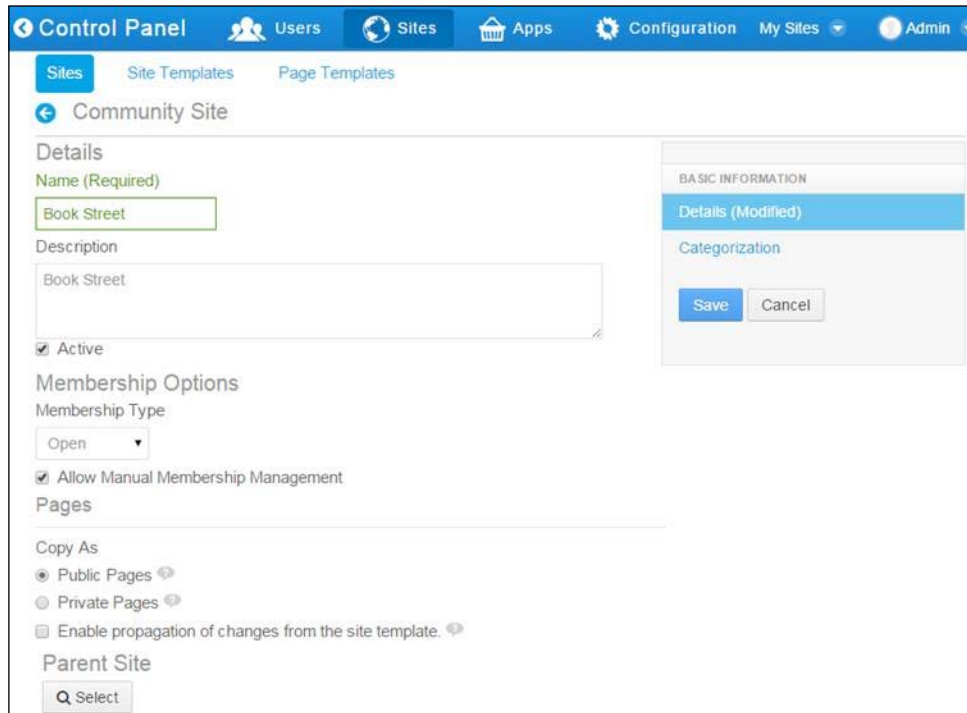 Control Panel Users Sites Apps Configuration My Sites Admin
Sites Site Templates Page Templates
Community Site
Details
Name (Required)
Book Street
Description
Book Street
Active
Membership Options
Membership Type
Open
Allow Manual Membership Management
Pages
Copy As
Public Pages
Private Pages
Enable propagation of changes from the site template.
Parent Site
Select
BASIC INFORMATION
Details (Modified)
Categorization
Save Cancel